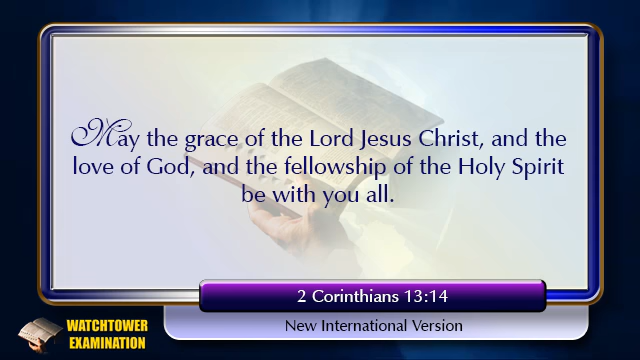 May the grace of the Lord Jesus Christ, and the
love of God, and the fellowship of the Holy Spirit
be with you all.
2 Corinthians 13:14
New International Version
WATCHTOWER
EXAMINATION